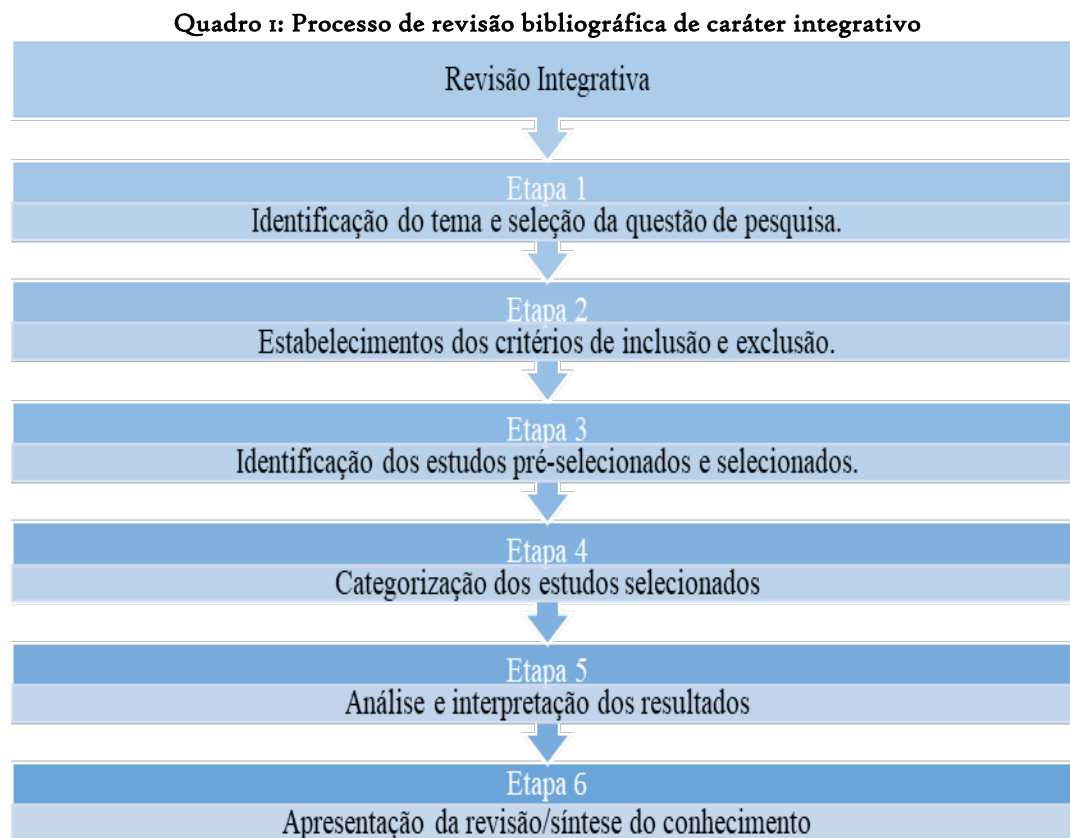 Quadro 1: Processo de revisão bibliográfica de caráter integrativo
Revisão Integrativa
Etapa 1
Identificação do tema e seleção da questão de pesquisa.
Etapa 2
Estabelecimentos dos critérios de inclusão e exclusão.
Etapa 3
Identificação dos estudos pré-selecionados e selecionados.
Etapa 4
Categorização dos estudos selecionados
Etapa 5
Análise e interpretação dos resultados
Etapa 6
Apresentação da revisão/síntese do conhecimento